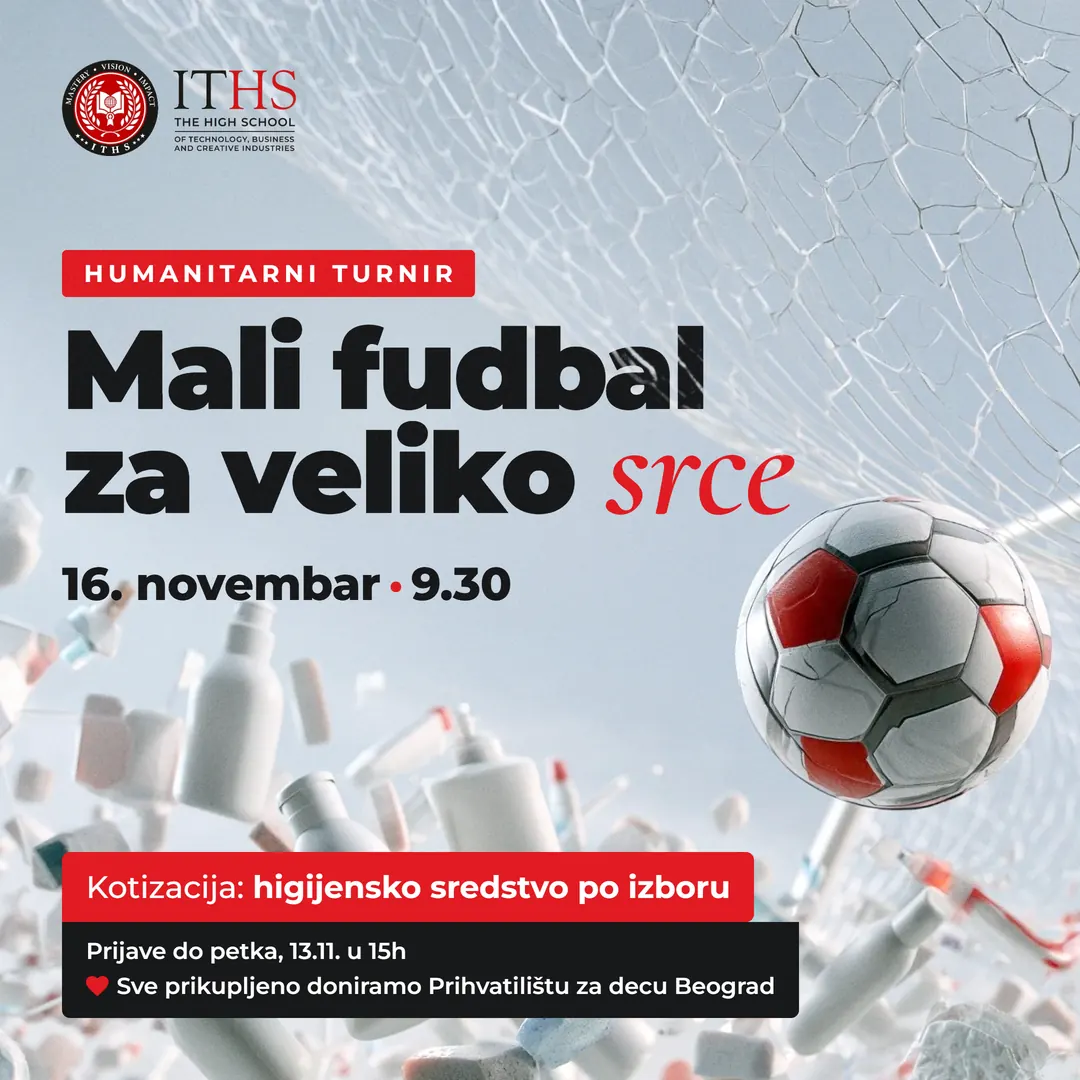 MASTERY • VISION • IMPACT
ITHS
ITHS
THE HIGH SCHOOL
OF TECHNOLOGY, BUSINESS
AND CREATIVE INDUSTRIES
HUMANITARNI TURNIR
Mali fudbal
za veliko srce
16. novembar • 9.30
Kotizacija: higijensko sredstvo po izboru
Prijave do petka, 13.11. u 15h
Sve prikupljeno doniramo Prihvatilištu za decu Beograd